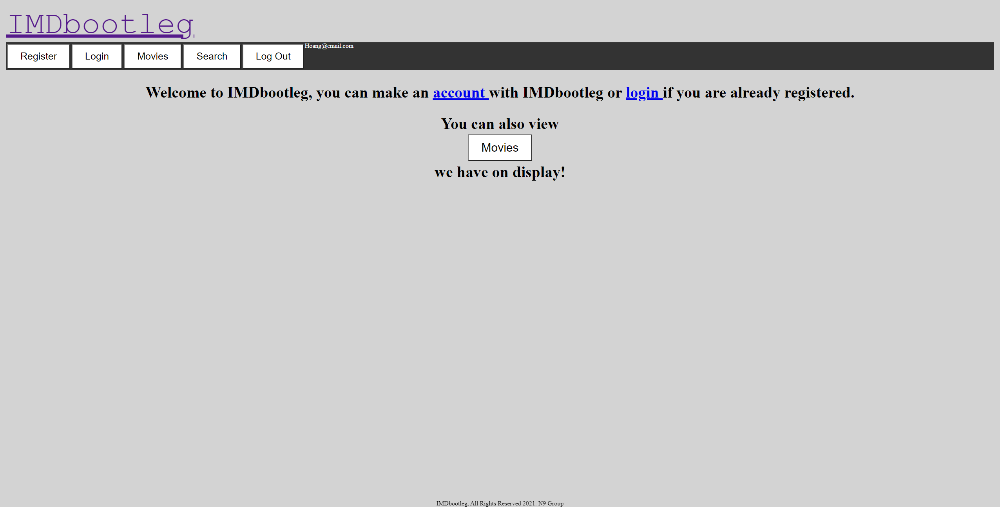 IMDbootleg
Register Login Movies Search Log Out Hoang@email.com
Welcome to IMDbootleg, you can make an account with IMDbootleg or login if you are already registered.
You can also view
Movies
we have on display!
IMDbootleg, All Rights Reserved 2021. N9 Group